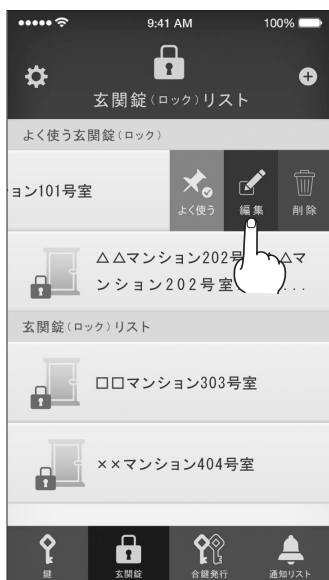 9:41 AM 100%
玄関錠(ロック)リスト
よく使う玄関錠(ロック)
ョン101号室
よく使う 編集 削除
△△マンション202号 △マ
ンション202号室 ...
玄関錠(ロック)リスト
□□マンション303号室
××マンション404号室
鍵 玄関錠 合鍵発行 通知リスト